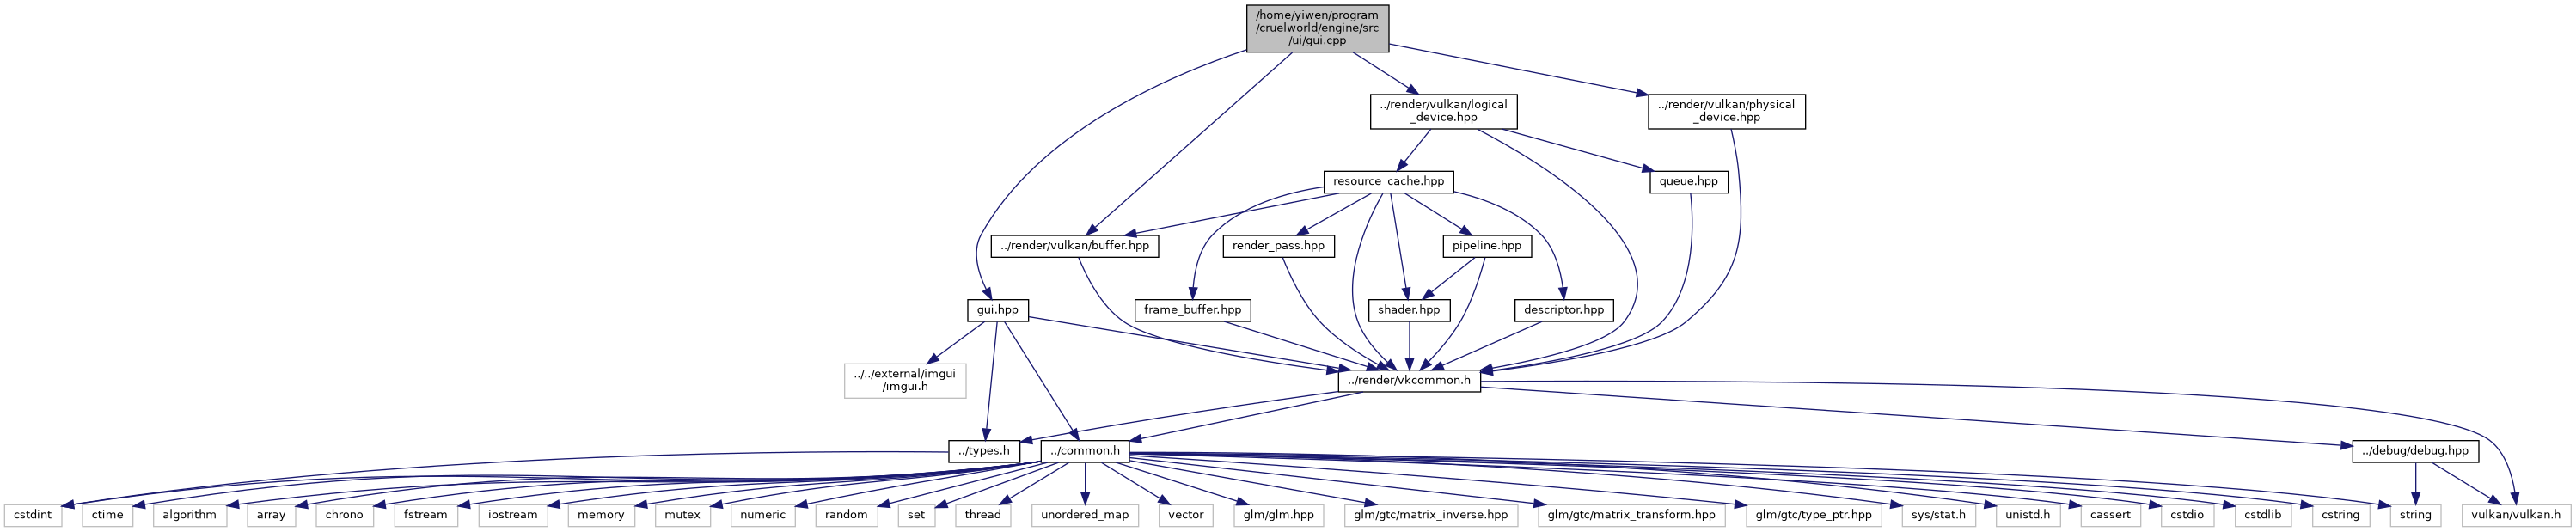 /home/yiwen/program
/cruelworld/engine/src
/ui/gui.cpp
../render/vulkan/logical
_device.hpp
../render/vulkan/physical
_device.hpp
resource_cache.hpp
queue.hpp
../render/vulkan/buffer.hpp
render_pass.hpp
pipeline.hpp
gui.hpp
frame_buffer.hpp
shader.hpp
descriptor.hpp
../../external/imgui
/imgui.h
../render/vkcommon.h
../types.h
../common.h
../debug/debug.hpp
cstdint
ctime
algorithm
array
chrono
fstream
iostream
memory
mutex
numeric
random
set
thread
unordered_map
vector
glm/glm.hpp
glm/gtc/matrix_inverse.hpp
glm/gtc/matrix_transform.hpp
glm/gtc/type_ptr.hpp
sys/stat.h
unistd.h
cassert
cstdio
cstdlib
cstring
string
vulkan/vulkan.h